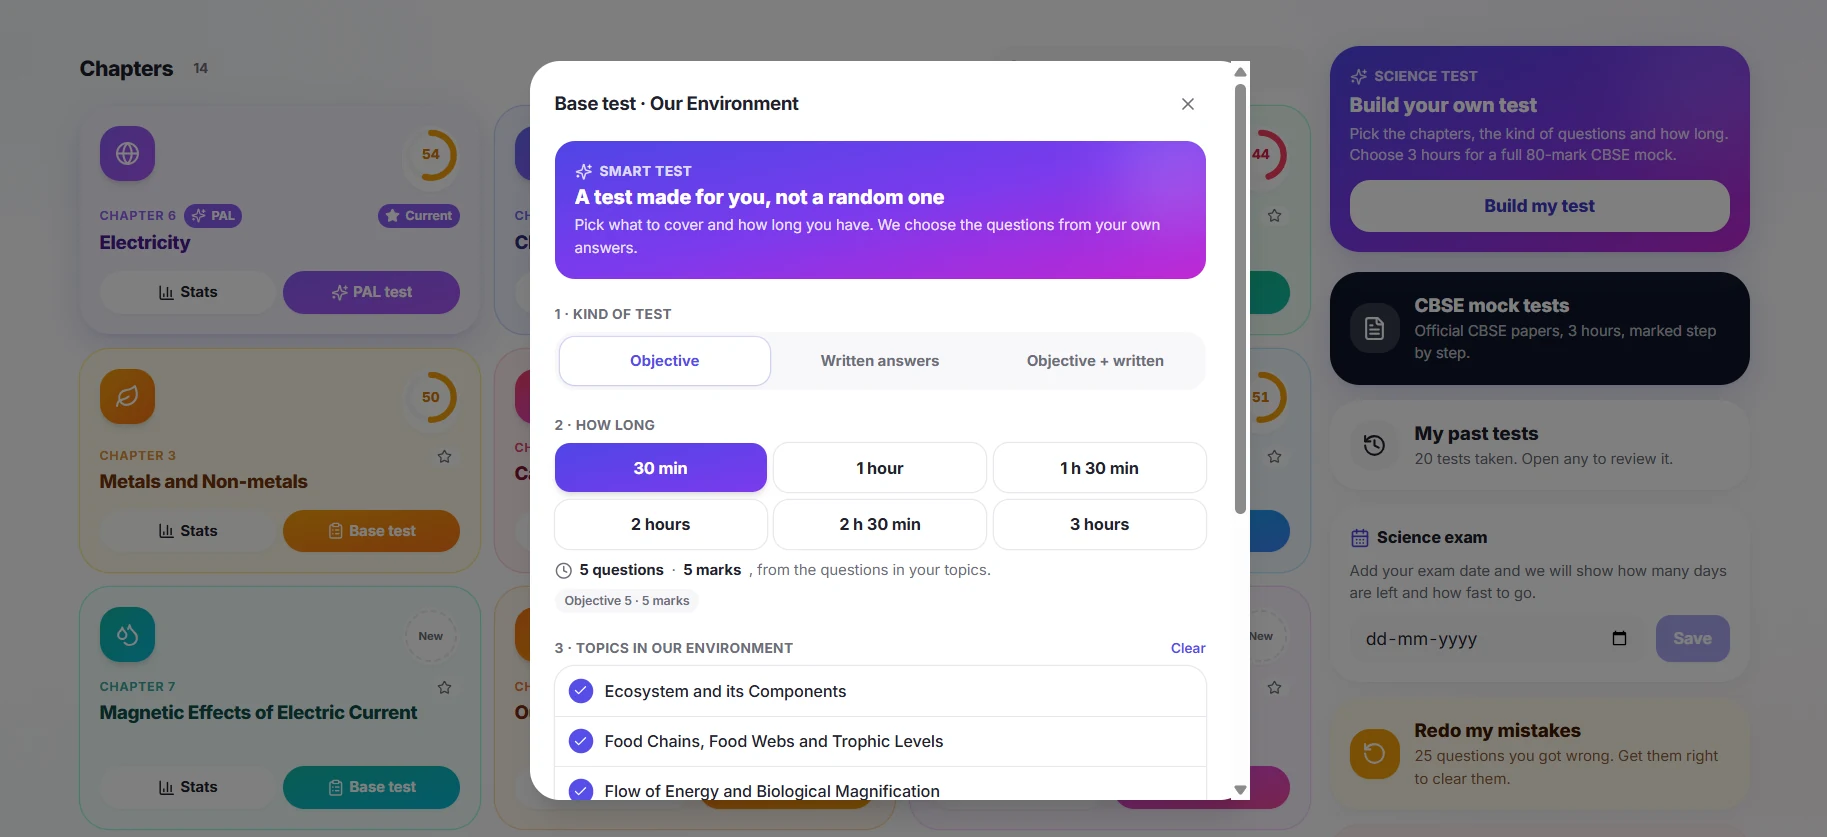 Chapters 14
54
CHAPTER 6 PAL Current
Electricity
Stats PAL test
50
CHAPTER 3
Metals and Non-metals
Stats Base test
New
CHAPTER 7
Magnetic Effects of Electric Current
Stats Base test
44
51
New
Base test · Our Environment
SMART TEST
A test made for you, not a random one
Pick what to cover and how long you have. We choose the questions from your own
answers.
1 · KIND OF TEST
Objective Written answers Objective + written
2 · HOW LONG
30 min 1 hour 1 h 30 min
2 hours 2 h 30 min 3 hours
5 questions · 5 marks , from the questions in your topics.
Objective 5 · 5 marks
3 · TOPICS IN OUR ENVIRONMENT Clear
Ecosystem and its Components
Food Chains, Food Webs and Trophic Levels
Flow of Energy and Biological Magnification
SCIENCE TEST
Build your own test
Pick the chapters, the kind of questions and how long.
Choose 3 hours for a full 80-mark CBSE mock.
Build my test
CBSE mock tests
Official CBSE papers, 3 hours, marked step
by step.
My past tests
20 tests taken. Open any to review it.
Science exam
Add your exam date and we will show how many days
are left and how fast to go.
dd-mm-yyyy Save
Redo my mistakes
25 questions you got wrong. Get them right
to clear them.